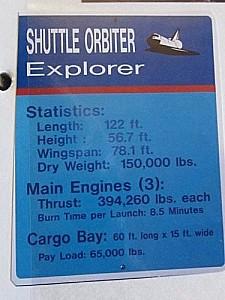 SHUTTLE ORBITER
Explorer
Statistics:
Length: 122 ft.
Height : 56.7 ft.
Wingspan: 78.1 ft.
Dry Weight: 150,000 lbs.
Main Engines (3):
Thrust: 394,260 lbs. each
Burn Time per Launch: 8.5 Minutes
Cargo Bay: 60 ft. long x 15 ft. wide
Pay Load: 65,000 lbs.